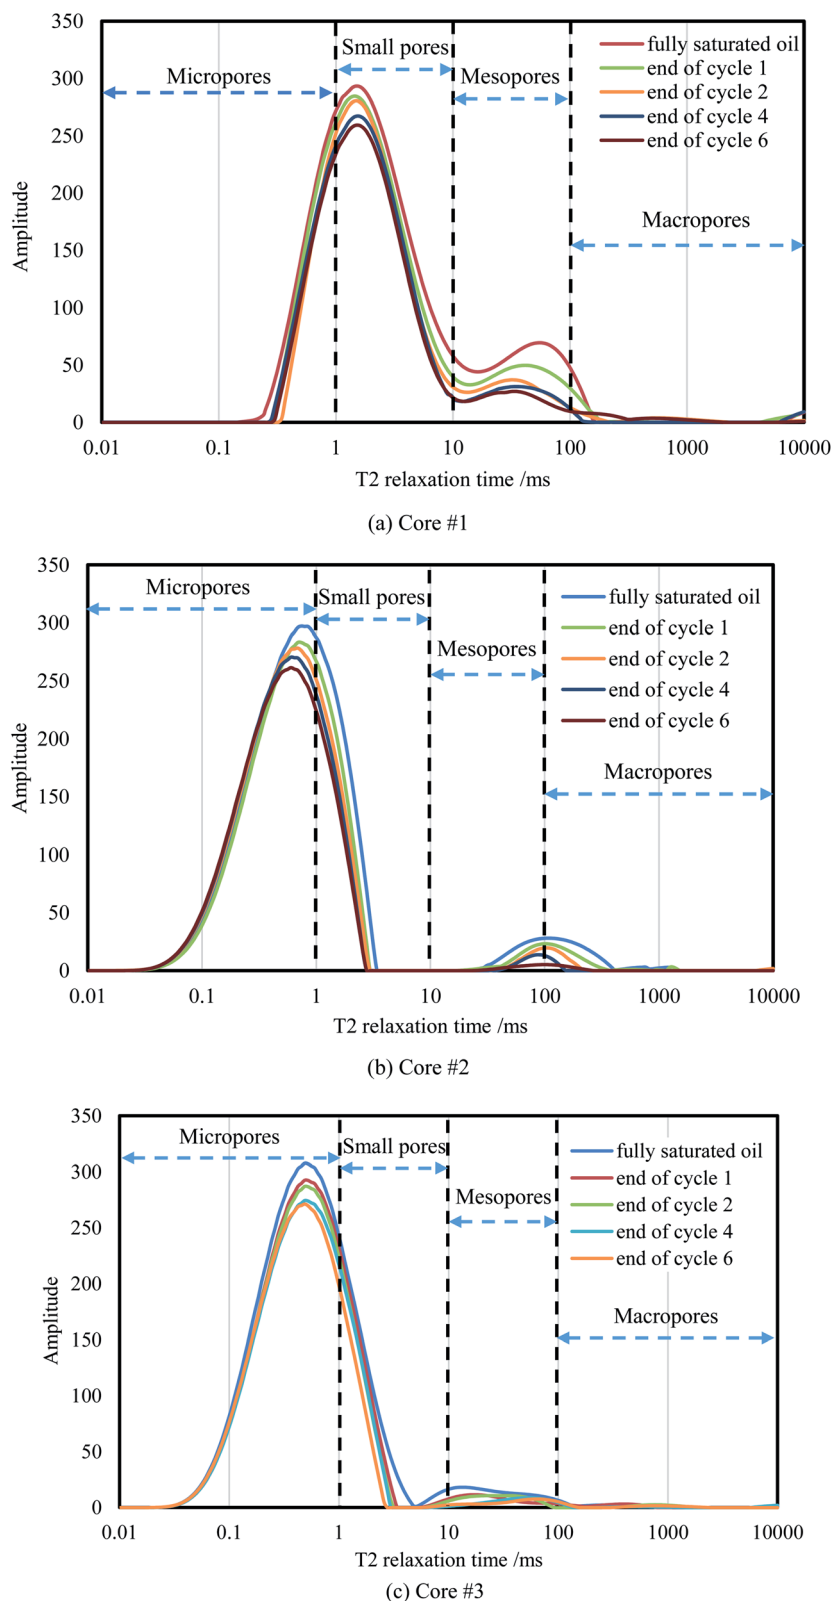 350
Small pores
fully saturated oil
300
Micropores
Mesopores
end of cycle 1
end of cycle 2
250
end of cycle 4
end of cycle 6
200
Macropores
150
100
50
0
Amplitude
0.01 0.1 1 10 100 1000 10000
T2 relaxation time /ms
(a) Core #1
350
Micropores
Small pores
fully saturated oil
300
end of cycle 1
Mesopores
end of cycle 2
250
end of cycle 4
end of cycle 6
200
Macropores
150
100
50
0
Amplitude
0.01 0.1 1 10 100 1000 10000
T2 relaxation time /ms
(b) Core #2
350
Micropores
Small pores
fully saturated oil
300
end of cycle 1
Mesopores
end of cycle 2
250
end of cycle 4
end of cycle 6
200
Macropores
150
100
50
0
Amplitude
0.01 0.1 1 10 100 1000 10000
T2 relaxation time /ms
(c) Core #3